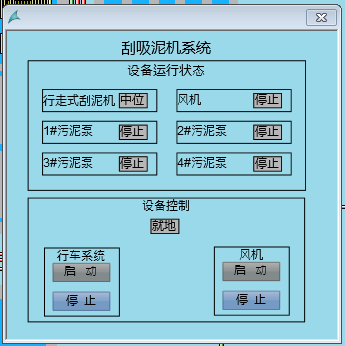 刮吸泥机系统
设备运行状态
行走式刮泥机 中位 风机 停止
1#污泥泵 停止 2#污泥泵 停止
3#污泥泵 停止 4#污泥泵 停止
设备控制
就地
行车系统 风机
启 动 启 动
停 止 停 止